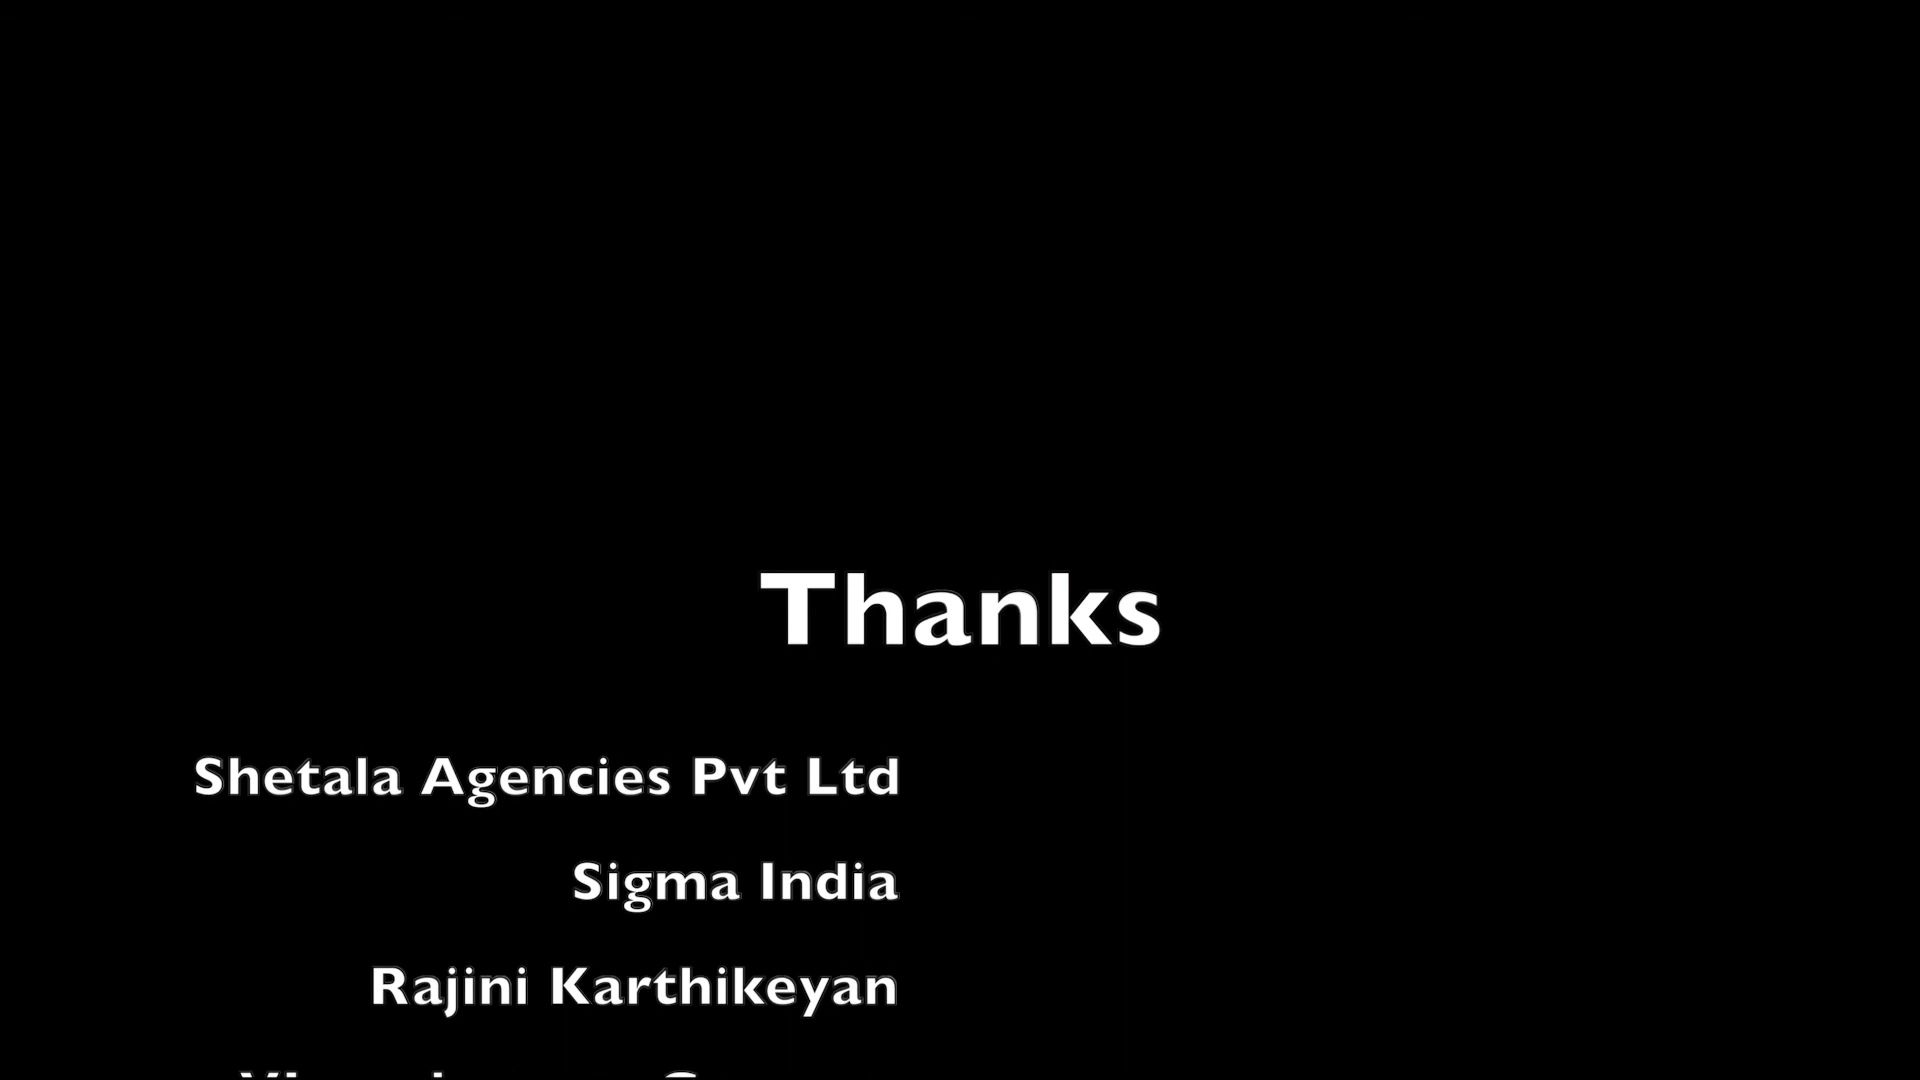 Thanks
Shetala Agencies Pvt Ltd
Sigma India
Rajini Karthikeyan